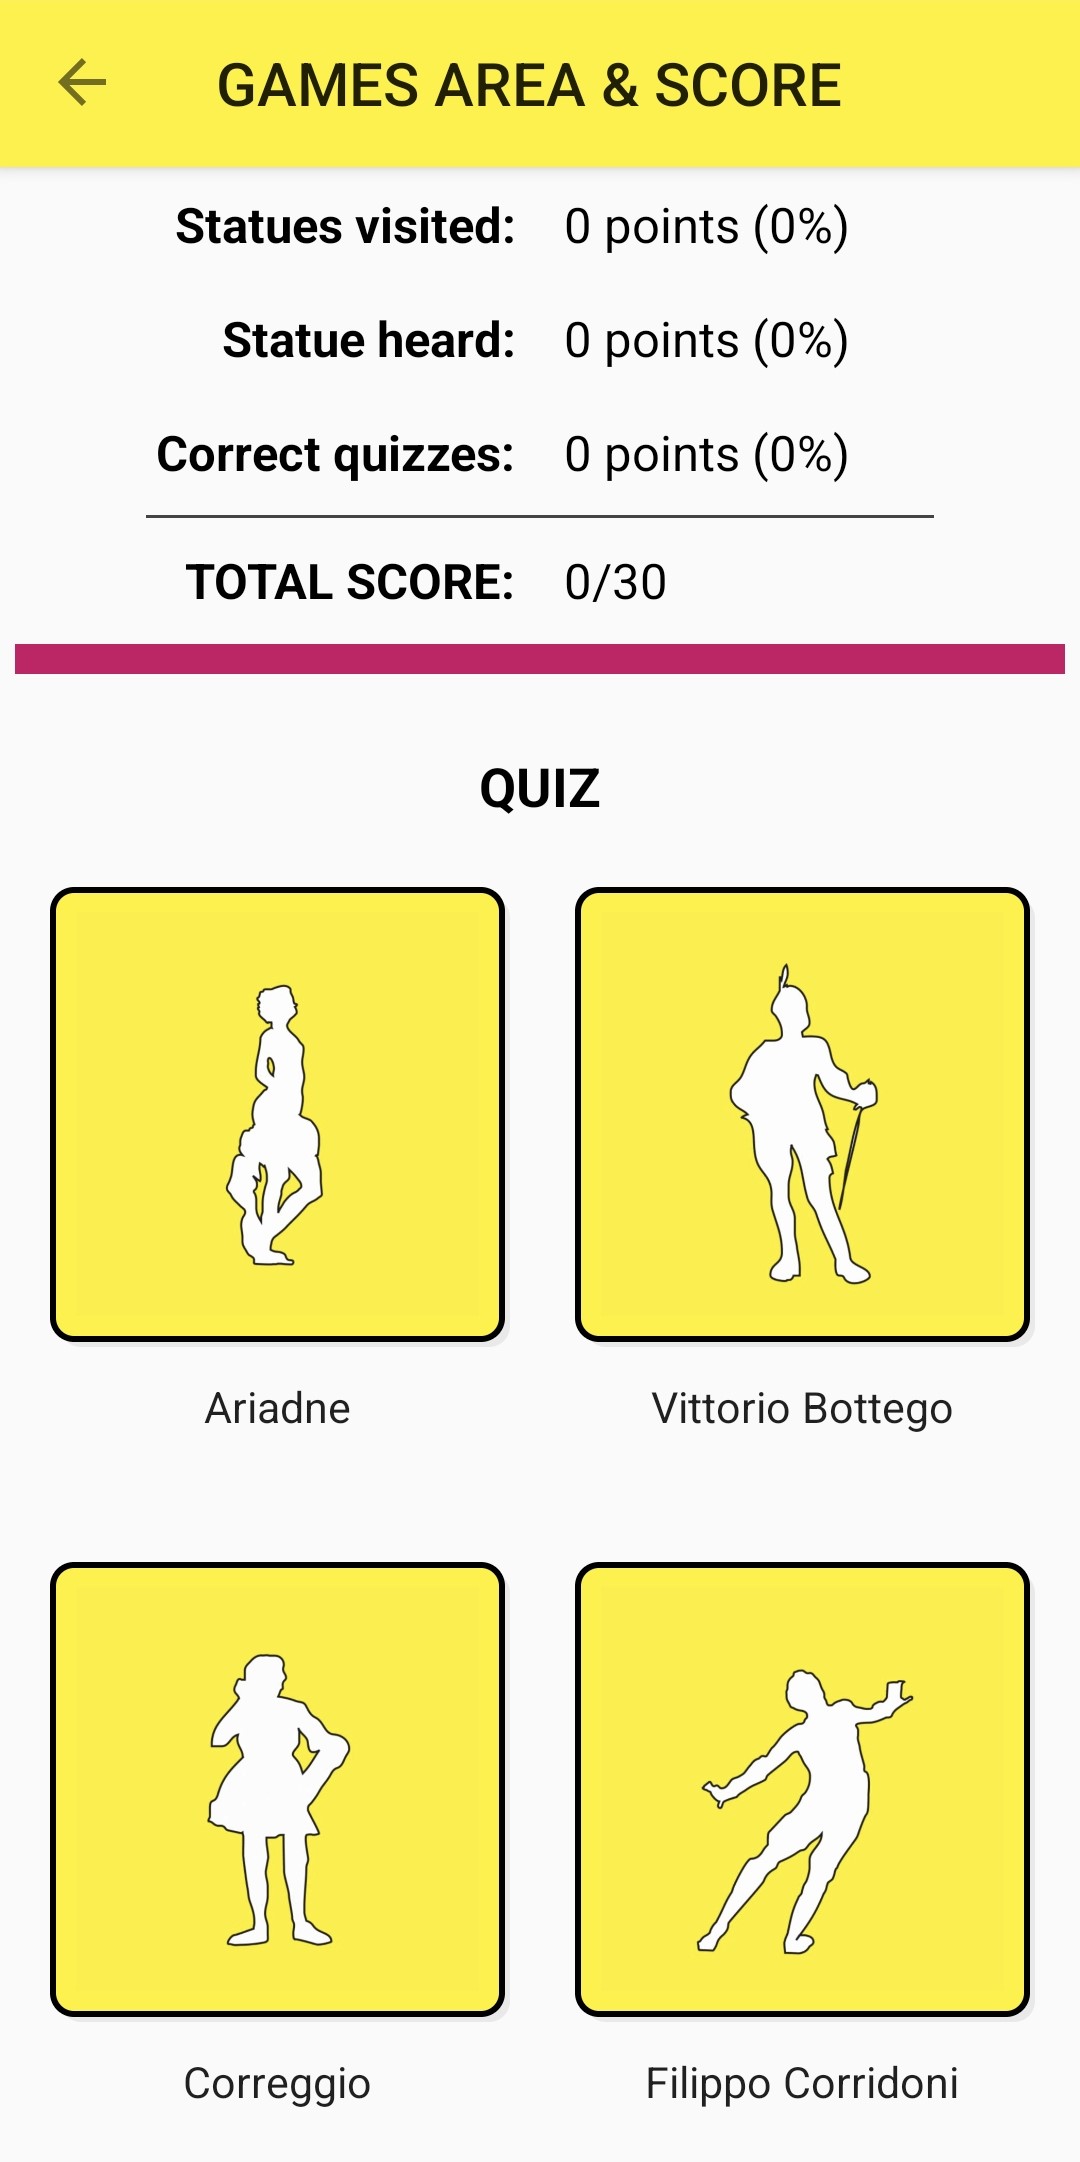 GAMES AREA & SCORE
Statues visited: 0 points (0%)
Statue heard: 0 points (0%)
Correct quizzes: 0 points (0%)
TOTAL SCORE: 0/30
QUIZ
Ariadne
Vittorio Bottego
Correggio
Filippo Corridoni